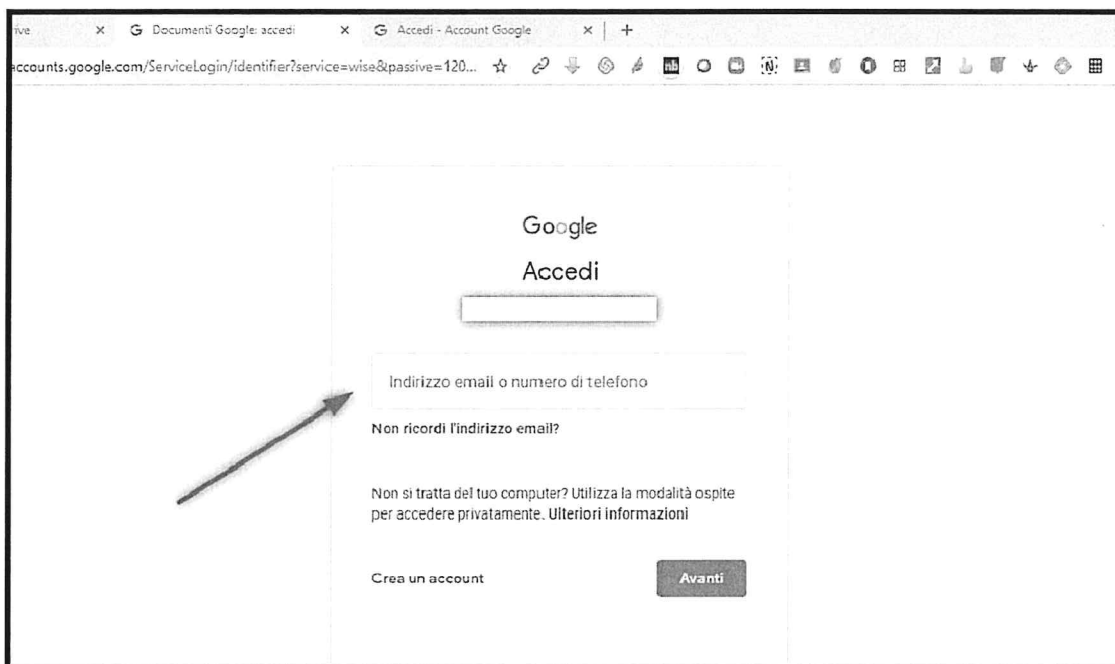 ive × G Documenti Google: accedi × G Accedi - Account Google × +
accounts.google.com/ServiceLogin/identifier?service=wise&passive=120...
Google
Accedi
Indirizzo email o numero di telefono
Non ricordi l'indirizzo email?
Non si tratta del tuo computer? Utilizza la modalità ospite
per accedere privatamente. Ulteriori informazioni
Crea un account
Avanti